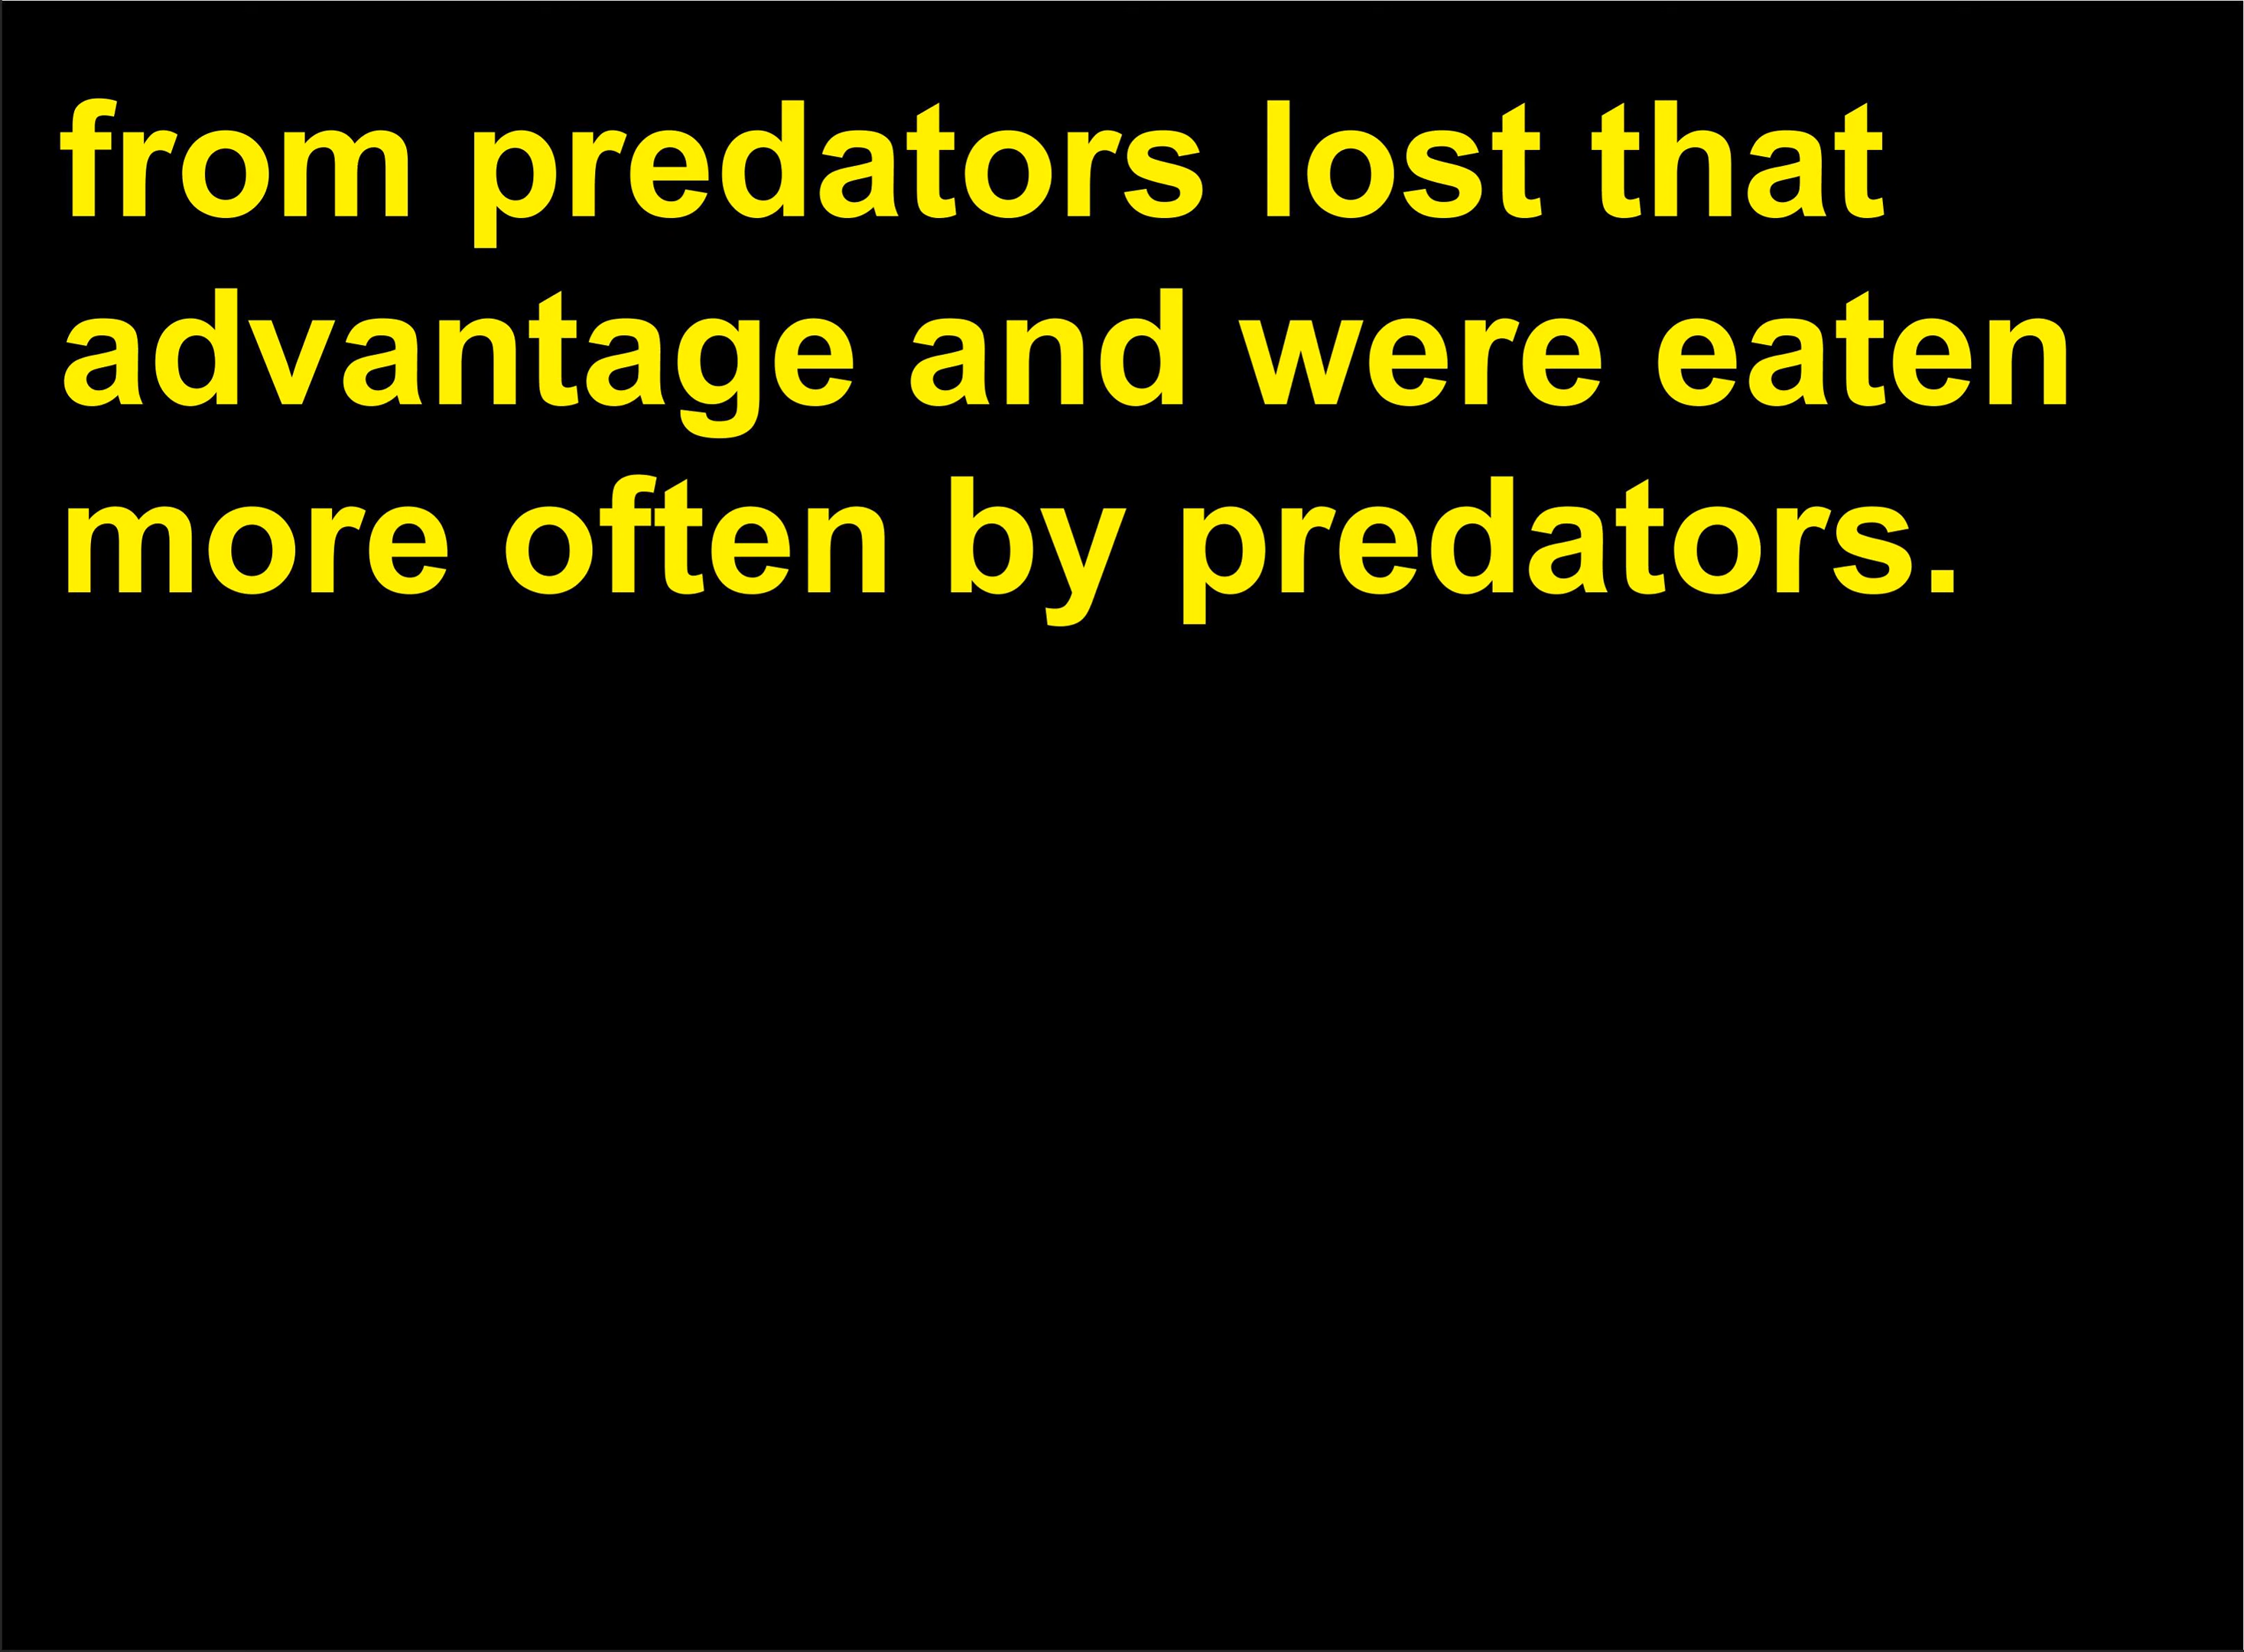 from predators lost that
advantage and were eaten
more often by predators.